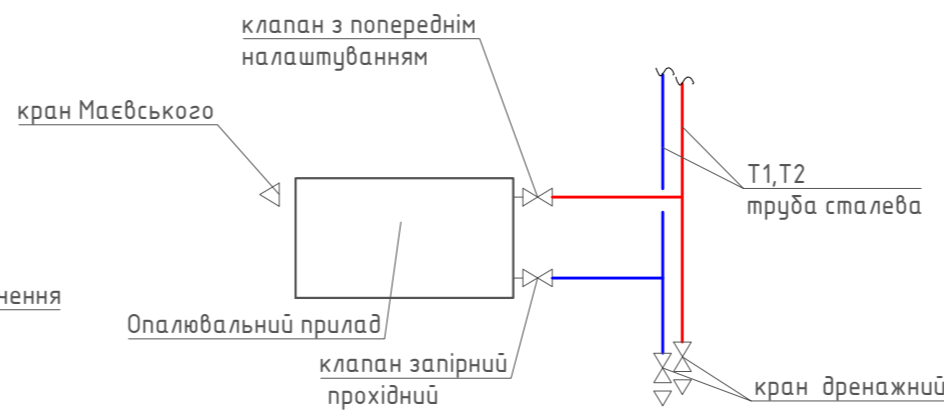 клапан з попереднім
налаштуванням
кран Маєвського
Т1,Т2
труба сталева
нення
Опалювальний прилад
клапан запірний
прохідний
кран дренажний